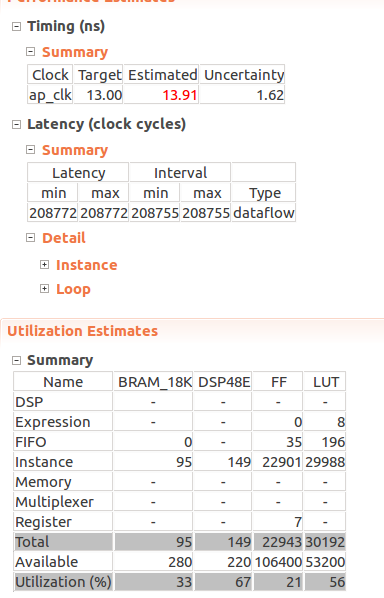 Performance Estimates
Timing (ns)
Summary
Clock Target Estimated Uncertainty
ap_clk 13.00 13.91 1.62
Latency (clock cycles)
Summary
Latency Interval
min max min max Type
208772 208772 208755 208755 dataflow
Detail
Instance
Loop
Utilization Estimates
Summary
Name BRAM_18K DSP48E FF LUT
DSP - - - -
Expression - - 0 8
FIFO 0 - 35 196
Instance 95 149 22901 29988
Memory - - - -
Multiplexer - - - -
Register - - 7 -
Total 95 149 22943 30192
Available 280 220 106400 53200
Utilization (%) 33 67 21 56